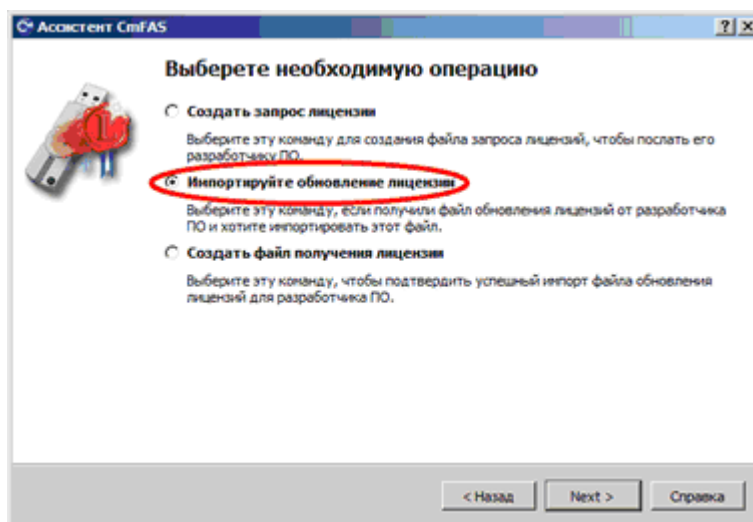 Ассистент CmFAS
Выберете необходимую операцию
Создать запрос лицензии
Выберите эту команду для создания файла запроса лицензий, чтобы послать его
разработчику ПО.
Импортируйте обновление лицензии
Выберите эту команду, если получили файл обновления лицензий от разработчика
ПО и хотите импортировать этот файл.
Создать файл получения лицензии
Выберите эту команду, чтобы подтвердить успешный импорт файла обновления
лицензий для разработчика ПО.
< Назад Next > Справка